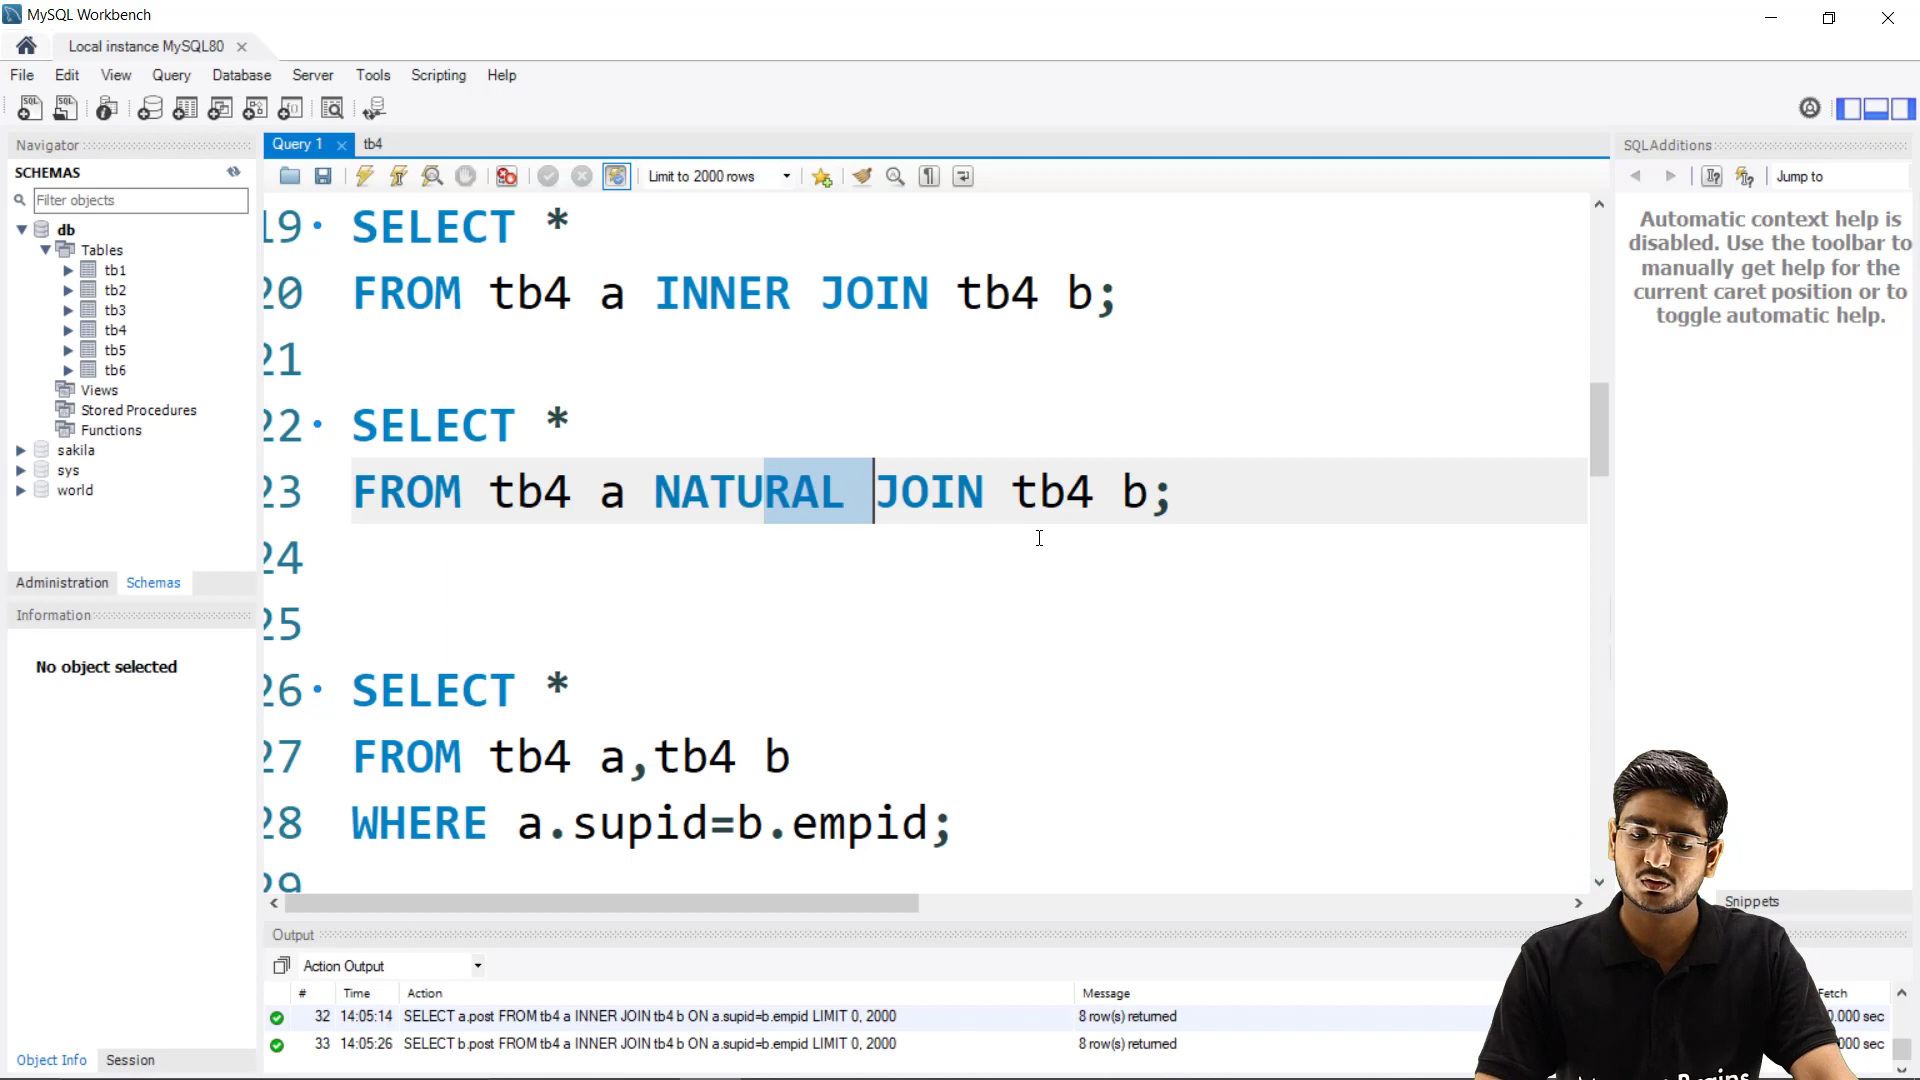 MySQL Workbench
Local instance MySQL80
File Edit View Query Database Server Tools Scripting Help
Navigator
SCHEMAS
Filter objects
db
Tables
tb1
tb2
tb3
tb4
tb5
tb6
Views
Stored Procedures
Functions
sakila
sys
world
Administration Schemas
Information
No object selected
Object Info Session
Query 1 tb4
Limit to 2000 rows
19 SELECT *
20 FROM tb4 a INNER JOIN tb4 b;
21
22 SELECT *
23 FROM tb4 a NATURAL JOIN tb4 b;
24
25
26 SELECT *
27 FROM tb4 a,tb4 b
28 WHERE a.supid=b.empid;
29
Output
Action Output
# Time Action Message Fetch
32 14:05:14 SELECT a.post FROM tb4 a INNER JOIN tb4 b ON a.supid=b.empid LIMIT 0, 2000 8 row(s) returned 0.000 sec
33 14:05:26 SELECT b.post FROM tb4 a INNER JOIN tb4 b ON a.supid=b.empid LIMIT 0, 2000 8 row(s) returned 000 sec
SQLAdditions
Jump to
Automatic context help is
disabled. Use the toolbar to
manually get help for the
current caret position or to
toggle automatic help.
Snippets